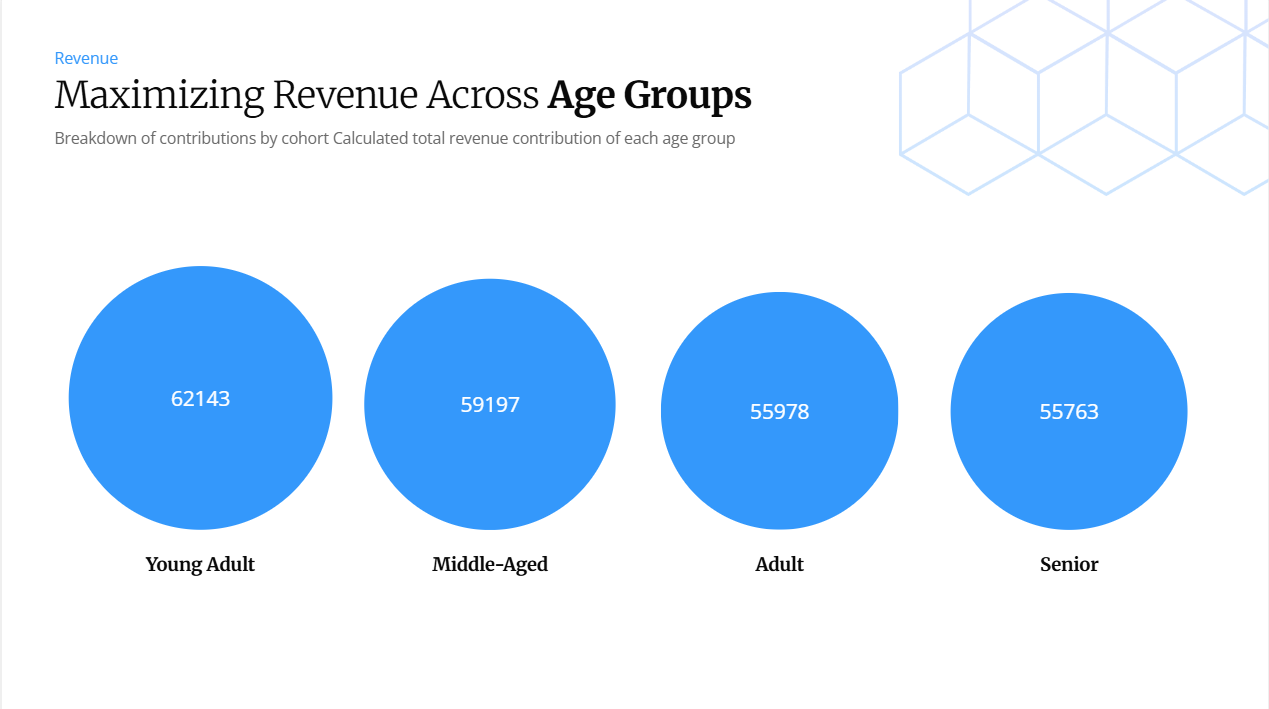 Revenue
Maximizing Revenue Across Age Groups
Breakdown of contributions by cohort Calculated total revenue contribution of each age group
62143
59197
55978
55763
Young Adult
Middle-Aged
Adult
Senior